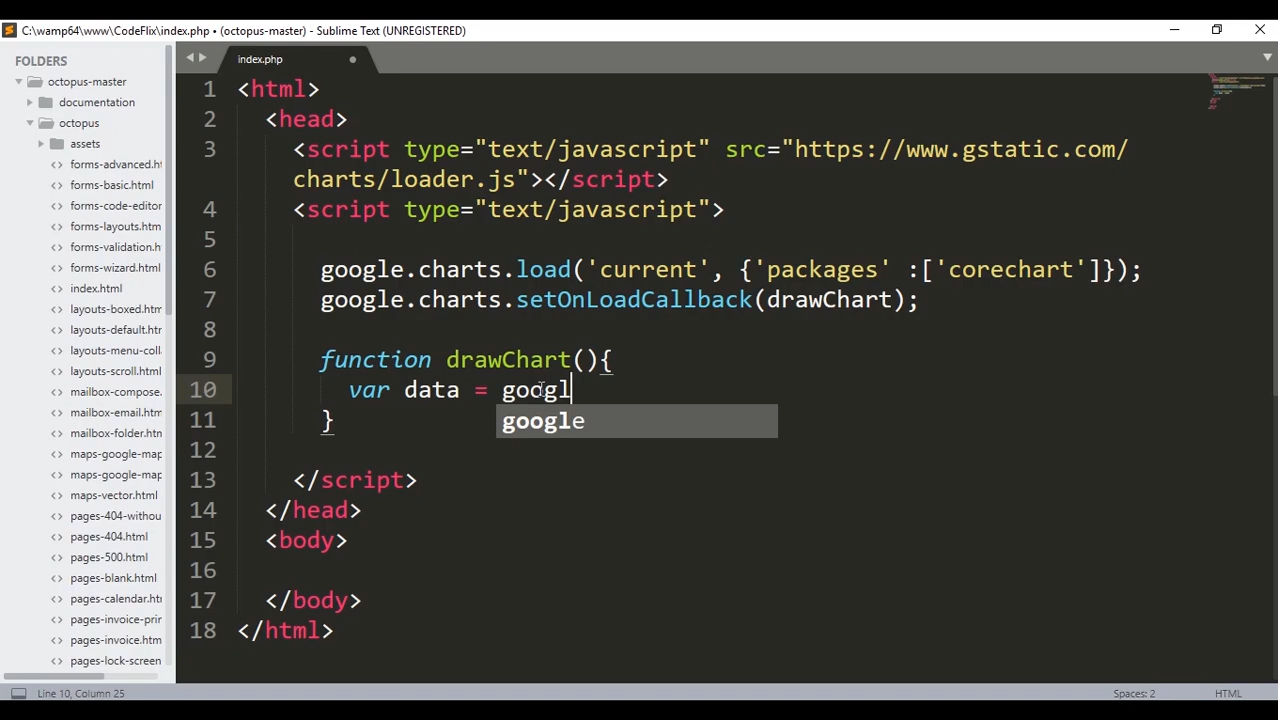 C:\wamp64\www\CodeFlix\index.php • (octopus-master) - Sublime Text (UNREGISTERED)
FOLDERS
octopus-master
documentation
octopus
assets
forms-advanced.ht
forms-basic.html
forms-code-editor
forms-layouts.htm
forms-validation.h
forms-wizard.html
index.html
layouts-boxed.htm
layouts-default.htm
layouts-menu-coll
layouts-scroll.html
mailbox-compose.
mailbox-email.htm
mailbox-folder.htm
maps-google-map
maps-google-map
maps-vector.html
pages-404-withou
pages-404.html
pages-500.html
pages-blank.html
pages-calendar.htm
pages-invoice-prin
pages-invoice.html
pages-lock-screen
index.php
1 <html>
2 <head>
3 <script type="text/javascript" src="https://www.gstatic.com/
charts/loader.js"></script>
4 <script type="text/javascript">
5
6 google.charts.load('current', {'packages' :['corechart']});
7 google.charts.setOnLoadCallback(drawChart);
8
9 function drawChart(){
10 var data = googl
google
11 }
12
13 </script>
14 </head>
15 <body>
16
17 </body>
18 </html>
Line 10, Column 25
Spaces: 2
HTML